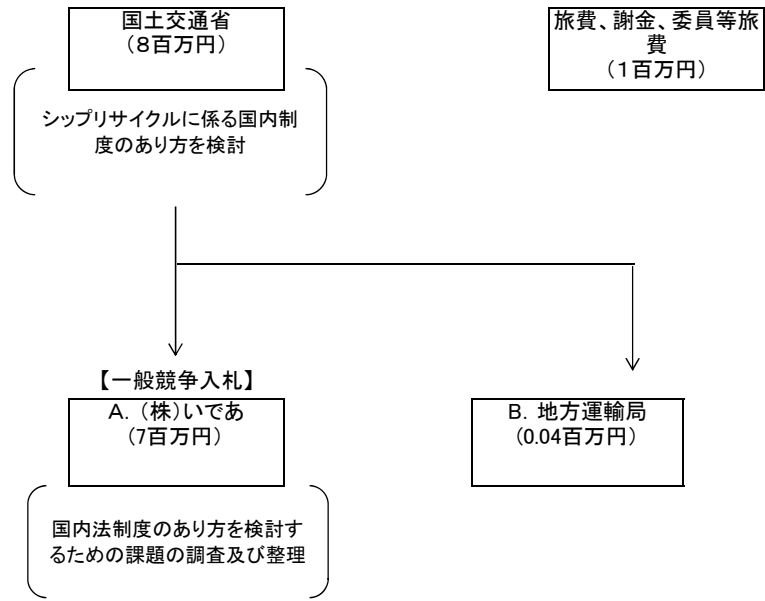 国土交通省
(8百万円)
旅費、謝金、委員等旅
費
(1百万円)
シップリサイクルに係る国内制
度のあり方を検討
【一般競争入札】
A. (株)いであ
(7百万円)
B. 地方運輸局
(0.04百万円)
国内法制度のあり方を検討す
るための課題の調査及び整理